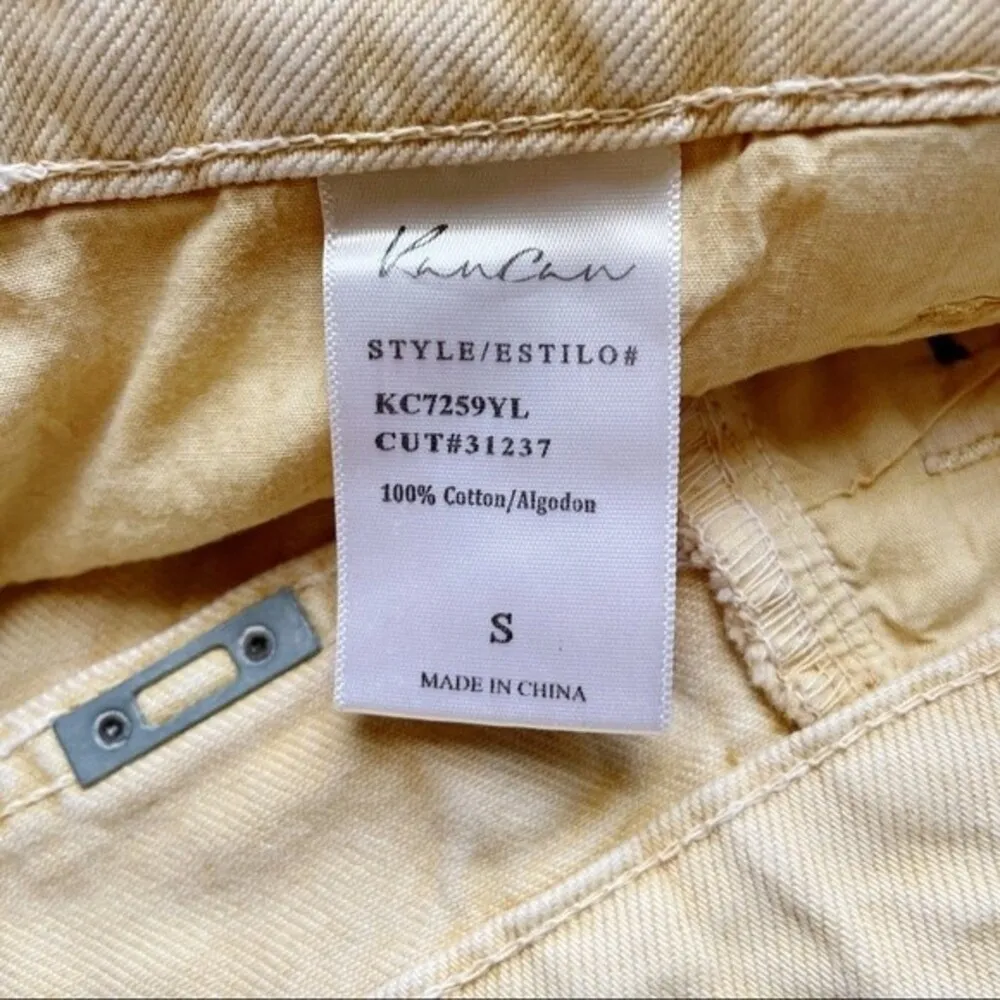 KanCan
STYLE/ESTILO#
KC7259YL
CUT#31237
100% Cotton/Algodon
S
MADE IN CHINA